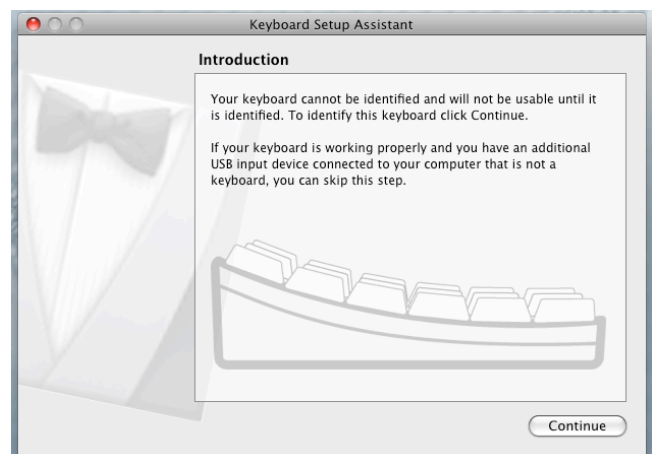 Keyboard Setup Assistant
Introduction
Your keyboard cannot be identified and will not be usable until it
is identified. To identify this keyboard click Continue.
If your keyboard is working properly and you have an additional
USB input device connected to your computer that is not a
keyboard, you can skip this step.
Continue